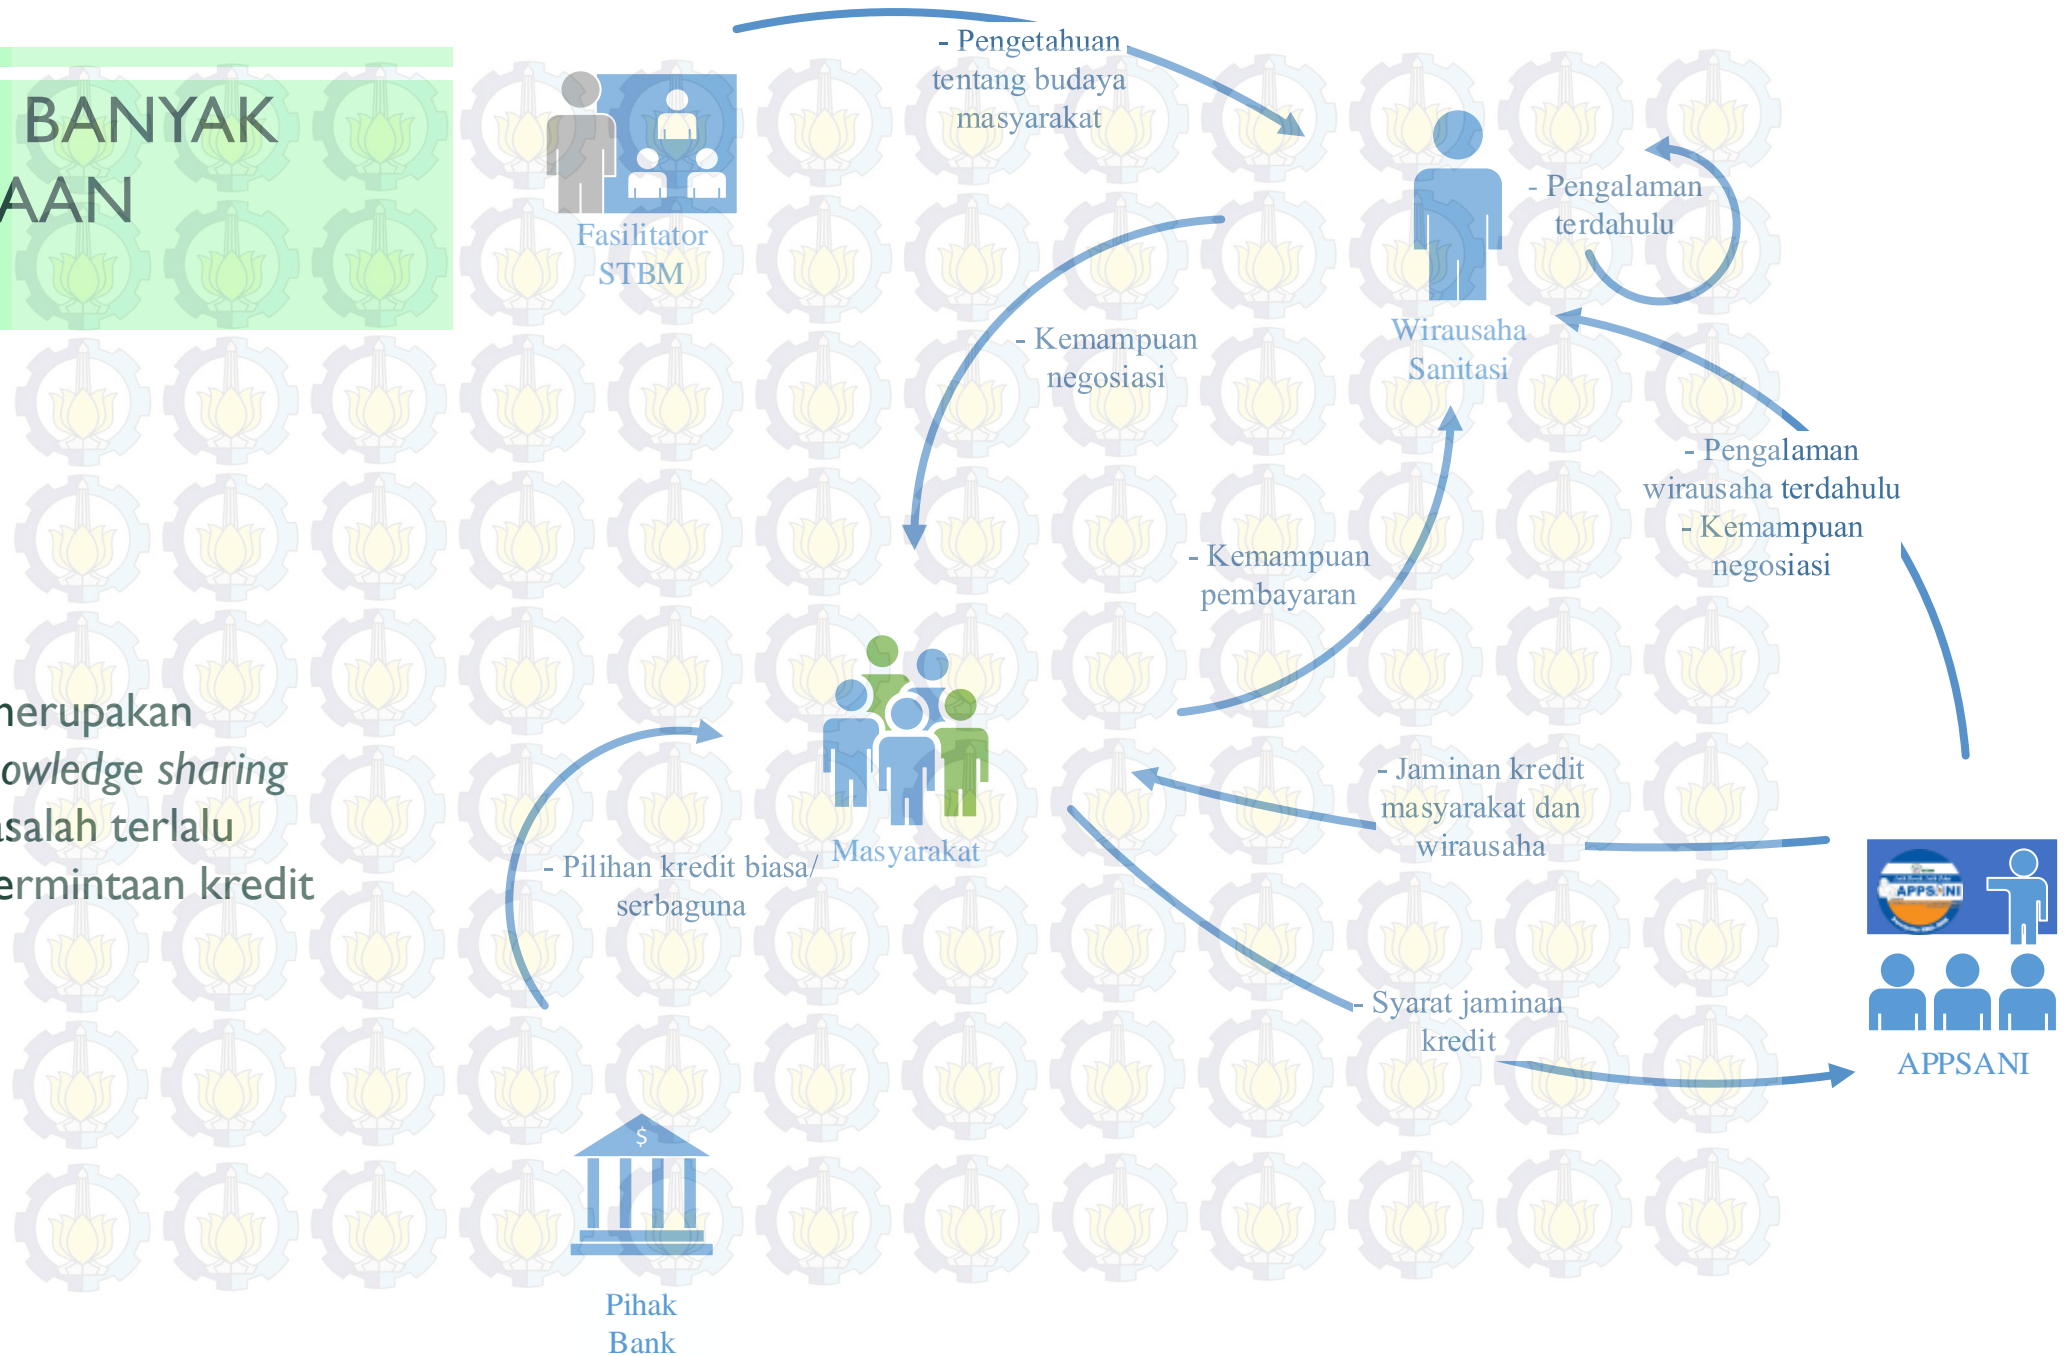 BANYAK
AAN
merupakan
owledge sharing
asalah terlalu
ermintaan kredit
- Pengetahuan
tentang budaya
masyarakat
Fasilitator
STBM
- Pengalaman
terdahulu
Wirausaha
Sanitasi
- Kemampuan
negosiasi
- Pengalaman
wirausaha terdahulu
- Kemampuan
negosiasi
- Kemampuan
pembayaran
Masyarakat
- Jaminan kredit
masyarakat dan
wirausaha
- Pilihan kredit biasa/
serbaguna
- Syarat jaminan
kredit
APPSANI
APPSANI
$
Pihak
Bank